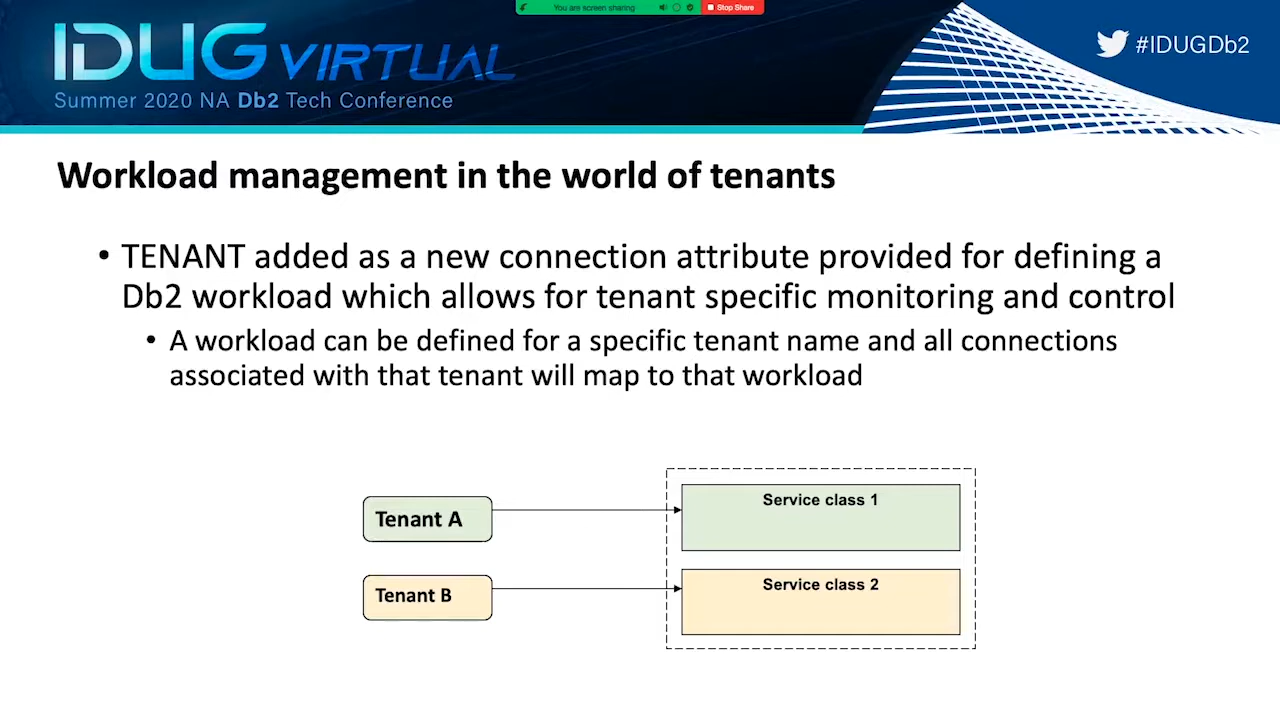 You are screen sharing
Stop Share
IDUG VIRTUAL
Summer 2020 NA Db2 Tech Conference
#IDUGDb2
Workload management in the world of tenants
• TENANT added as a new connection attribute provided for defining a
Db2 workload which allows for tenant specific monitoring and control
• A workload can be defined for a specific tenant name and all connections
associated with that tenant will map to that workload
Tenant A
Service class 1
Tenant B
Service class 2